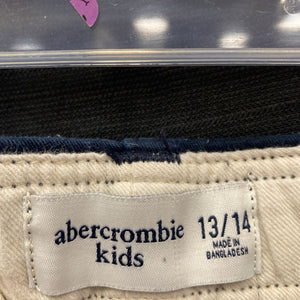 abercrombie
kids
13/14
MADE IN
BANGLADESH